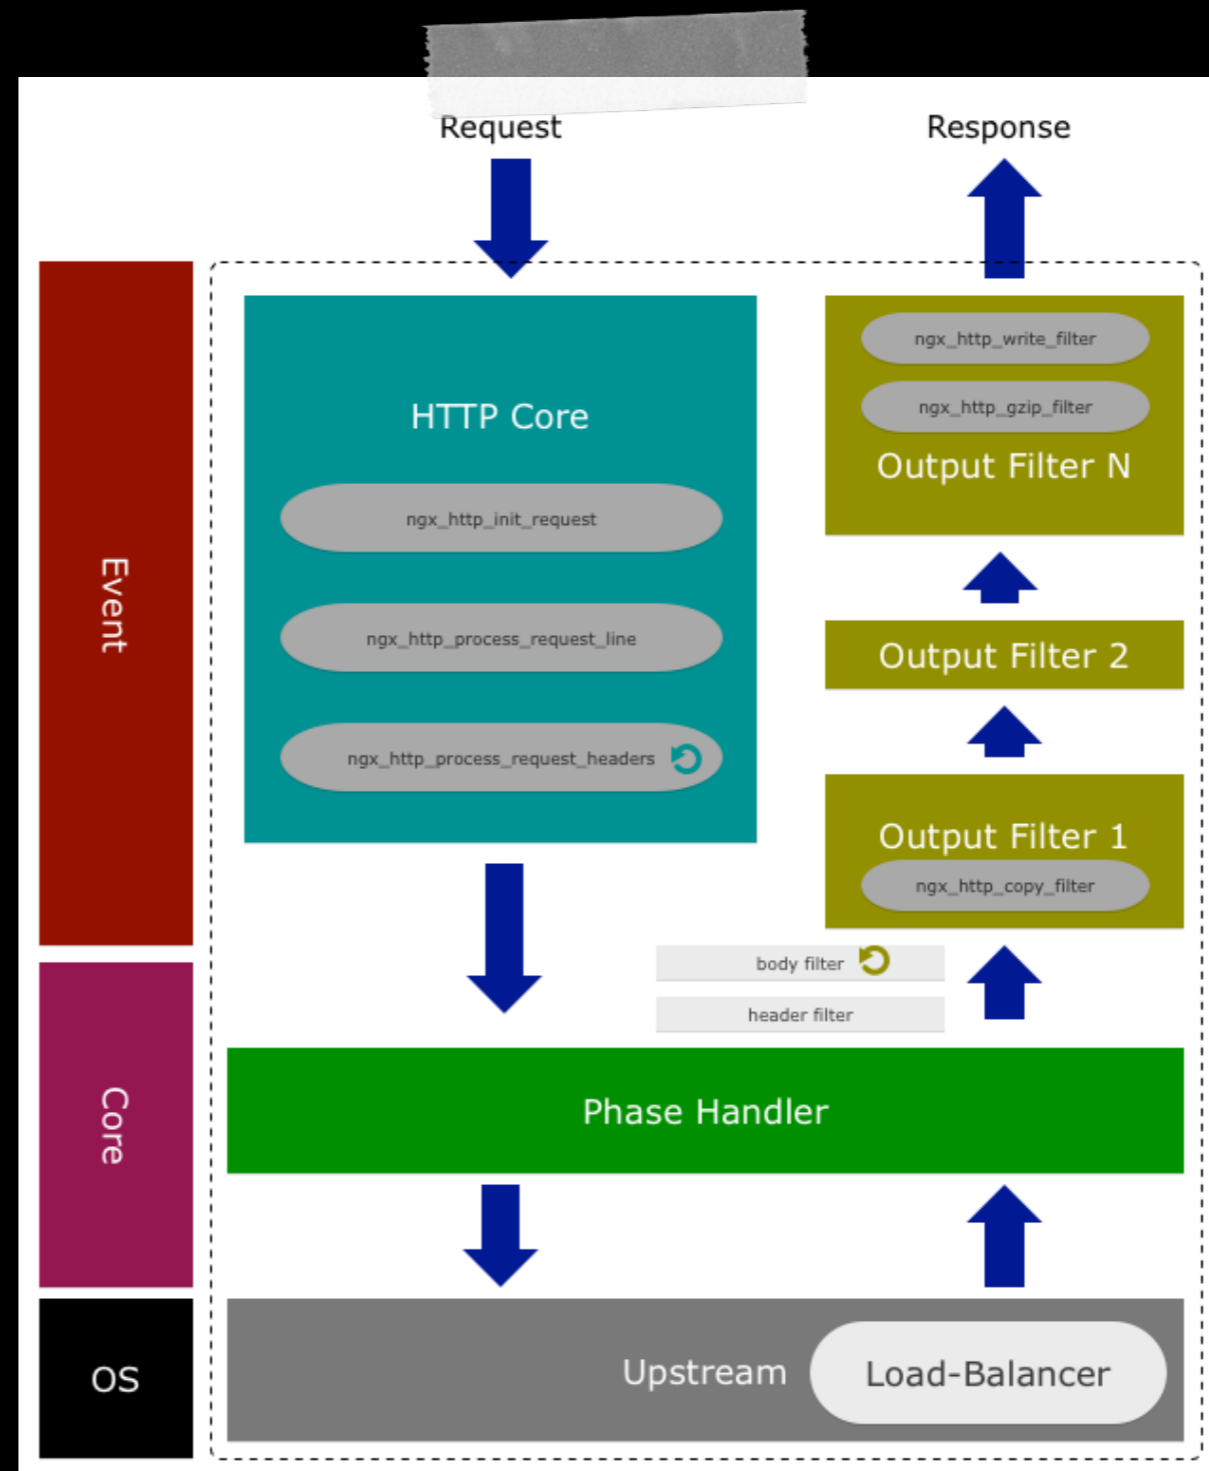 Request
Response
Event
HTTP Core
ngx_http_init_request
ngx_http_process_request_line
ngx_http_process_request_headers
ngx_http_write_filter
ngx_http_gzip_filter
Output Filter N
Output Filter 2
Output Filter 1
ngx_http_copy_filter
body filter
header filter
Core
Phase Handler
OS
Upstream
Load-Balancer